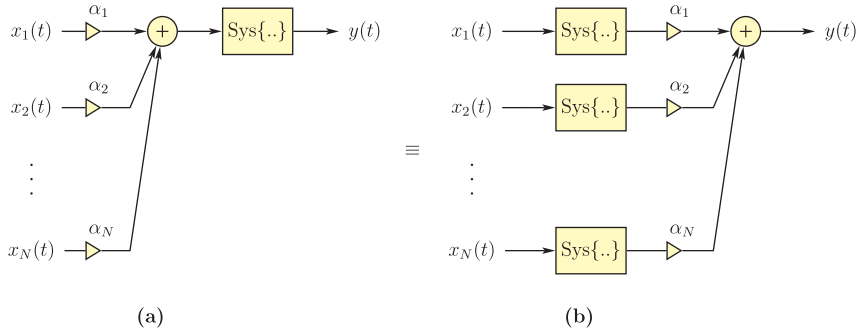 α₁
x₁(t) + Sys{..} y(t)
α₂
x₂(t)
⋮
α_N
x_N(t)
(a)
≡
α₁
x₁(t) Sys{..} + y(t)
α₂
x₂(t) Sys{..}
⋮ ⋮
α_N
x_N(t) Sys{..}
(b)